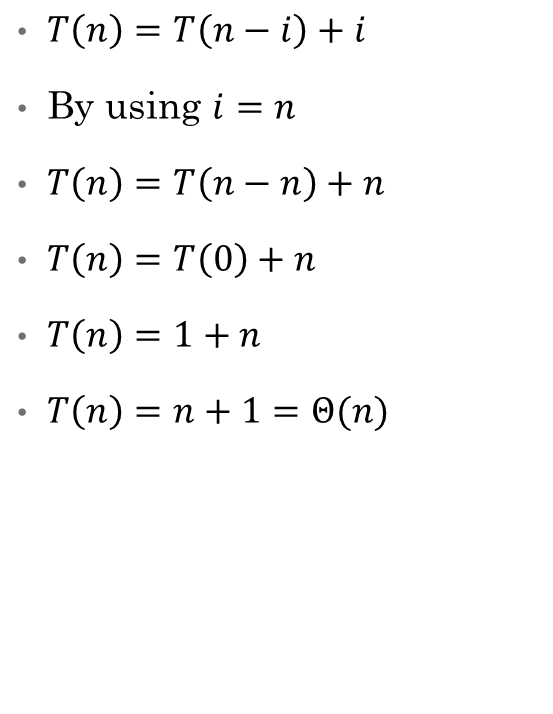 • T(n) = T(n − i) + i
• By using i = n
• T(n) = T(n − n) + n
• T(n) = T(0) + n
• T(n) = 1 + n
• T(n) = n + 1 = Θ(n)